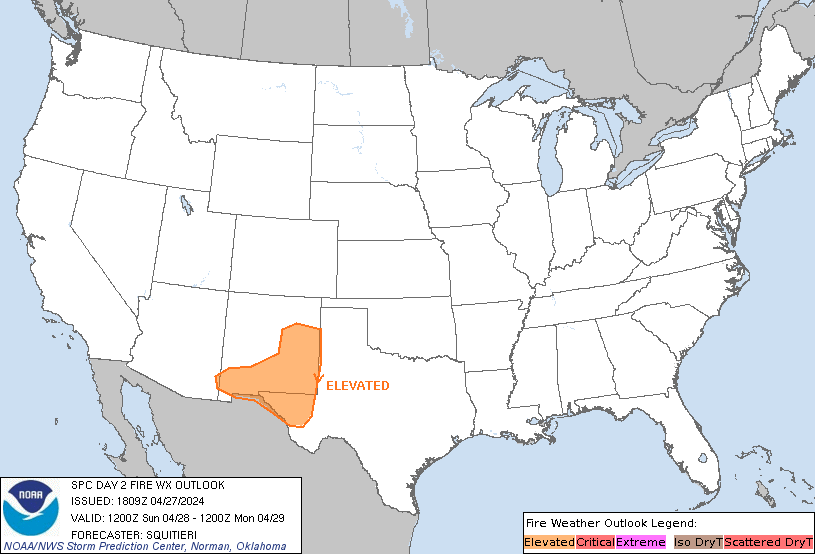 ELEVATED
SPC DAY 2 FIRE WX OUTLOOK
ISSUED: 1809Z 04/27/2024
VALID: 1200Z Sun 04/28 - 1200Z Mon 04/29
FORECASTER: SQUITIERI
NOAA/NWS Storm Prediction Center, Norman, Oklahoma
NOAA
Fire Weather Outlook Legend:
Elevated Critical Extreme Iso DryT Scattered DryT